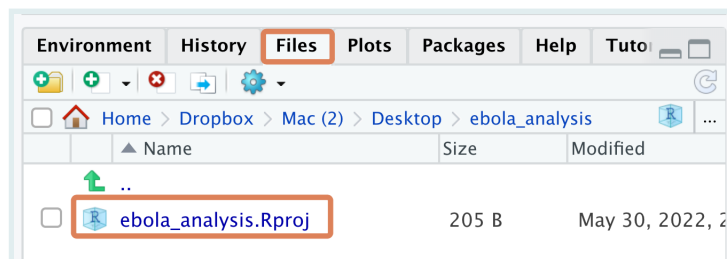 Environment History Files Plots Packages Help
Home > Dropbox > Mac (2) > Desktop > ebola_analysis R ...
Name Size Modified
..
R ebola_analysis.Rproj 205 B May 30, 2022,